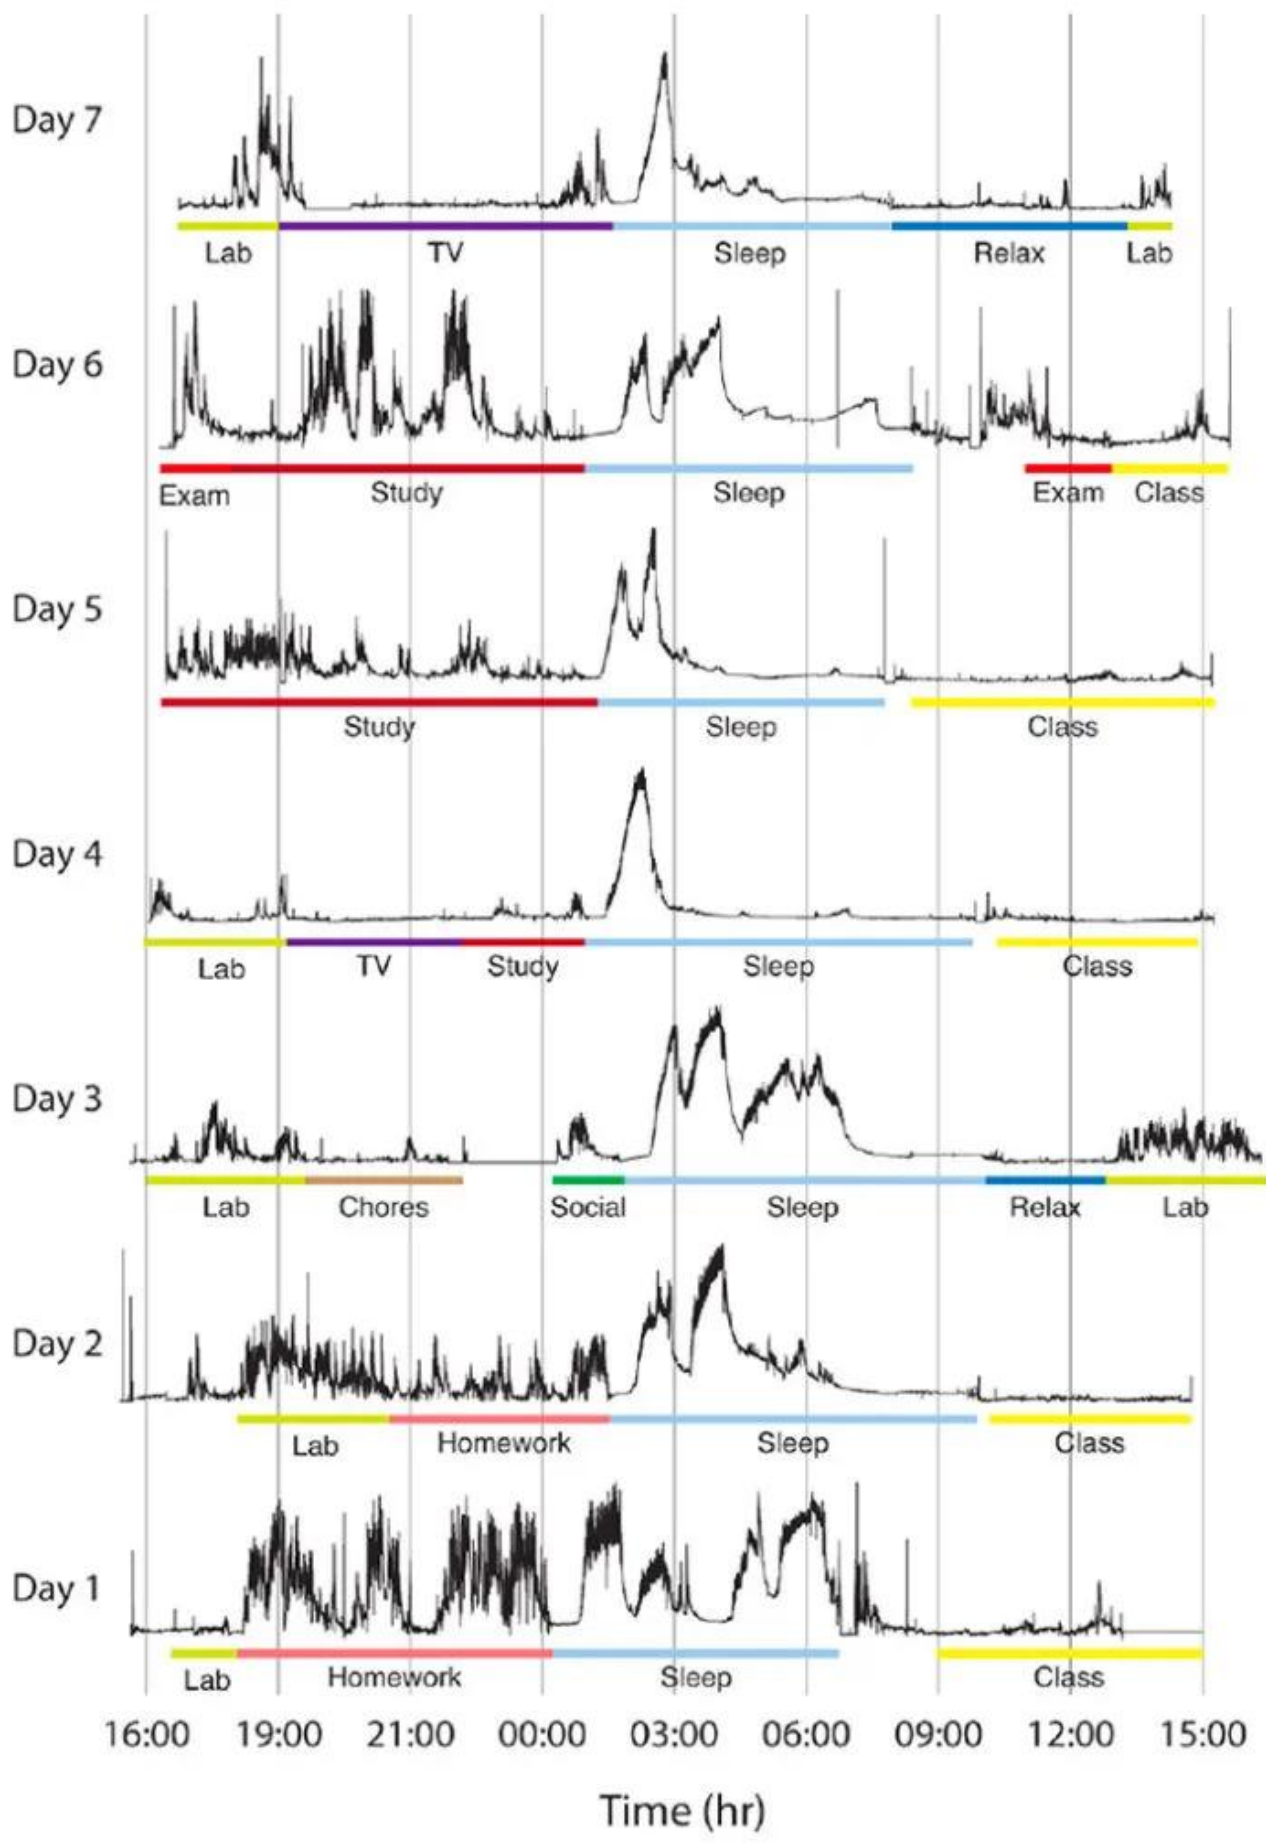 Day 7
Lab TV Sleep Relax Lab
Day 6
Exam Study Sleep Exam Class
Day 5
Study Sleep Class
Day 4
Lab TV Study Sleep Class
Day 3
Lab Chores Social Sleep Relax Lab
Day 2
Lab Homework Sleep Class
Day 1
Lab Homework Sleep Class
16:00 19:00 21:00 00:00 03:00 06:00 09:00 12:00 15:00
Time (hr)